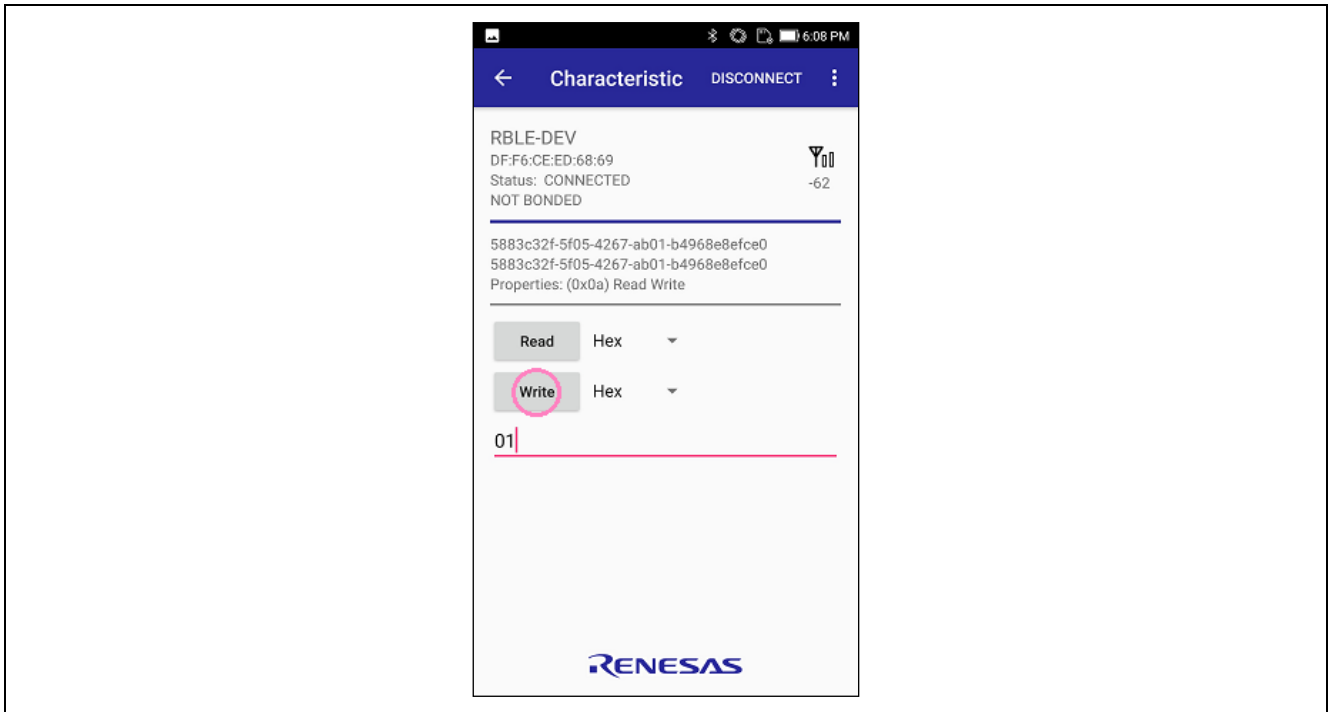 6:08 PM
Characteristic DISCONNECT
RBLE-DEV
DF:F6:CE:ED:68:69
Status: CONNECTED
-62
NOT BONDED
5883c32f-5f05-4267-ab01-b4968e8efce0
5883c32f-5f05-4267-ab01-b4968e8efce0
Properties: (0x0a) Read Write
Read Hex
Write Hex
01
RENESAS